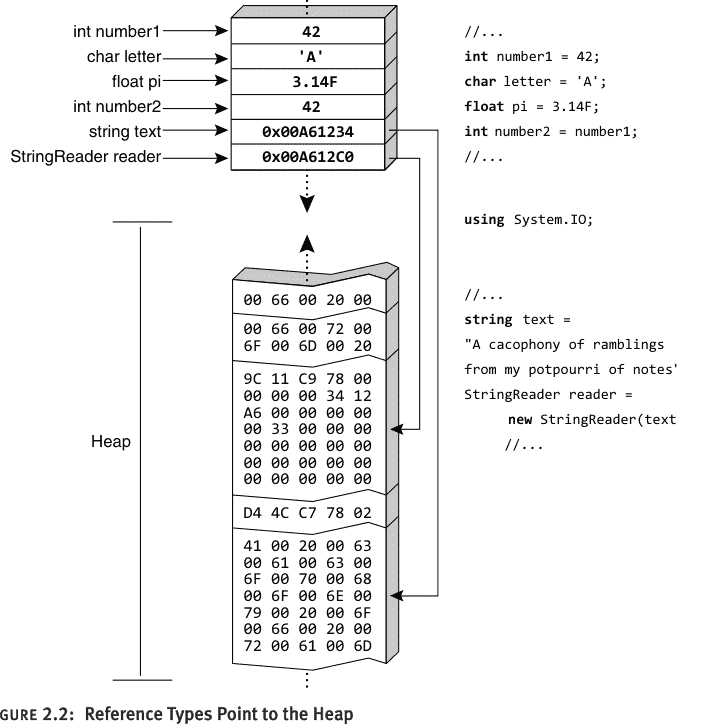 int number1
char letter
float pi
int number2
string text
StringReader reader
42
'A'
3.14F
42
0x00A61234
0x00A612C0
//...
int number1 = 42;
char letter = 'A';
float pi = 3.14F;
int number2 = number1;
//...
using System.IO;
//...
string text =
"A cacophony of ramblings
from my potpourri of notes'
StringReader reader =
new StringReader(text
//...
Heap
00 66 00 20 00
00 66 00 72 00
6F 00 6D 00 20
9C 11 C9 78 00
00 00 00 34 12
A6 00 00 00 00
00 33 00 00 00
00 00 00 00 00
00 00 00 00 00
00 00 00 00 00
D4 4C C7 78 02
41 00 20 00 63
00 61 00 63 00
6F 00 70 00 68
00 6F 00 6E 00
79 00 20 00 6F
00 66 00 20 00
72 00 61 00 6D
GURE 2.2: Reference Types Point to the Heap